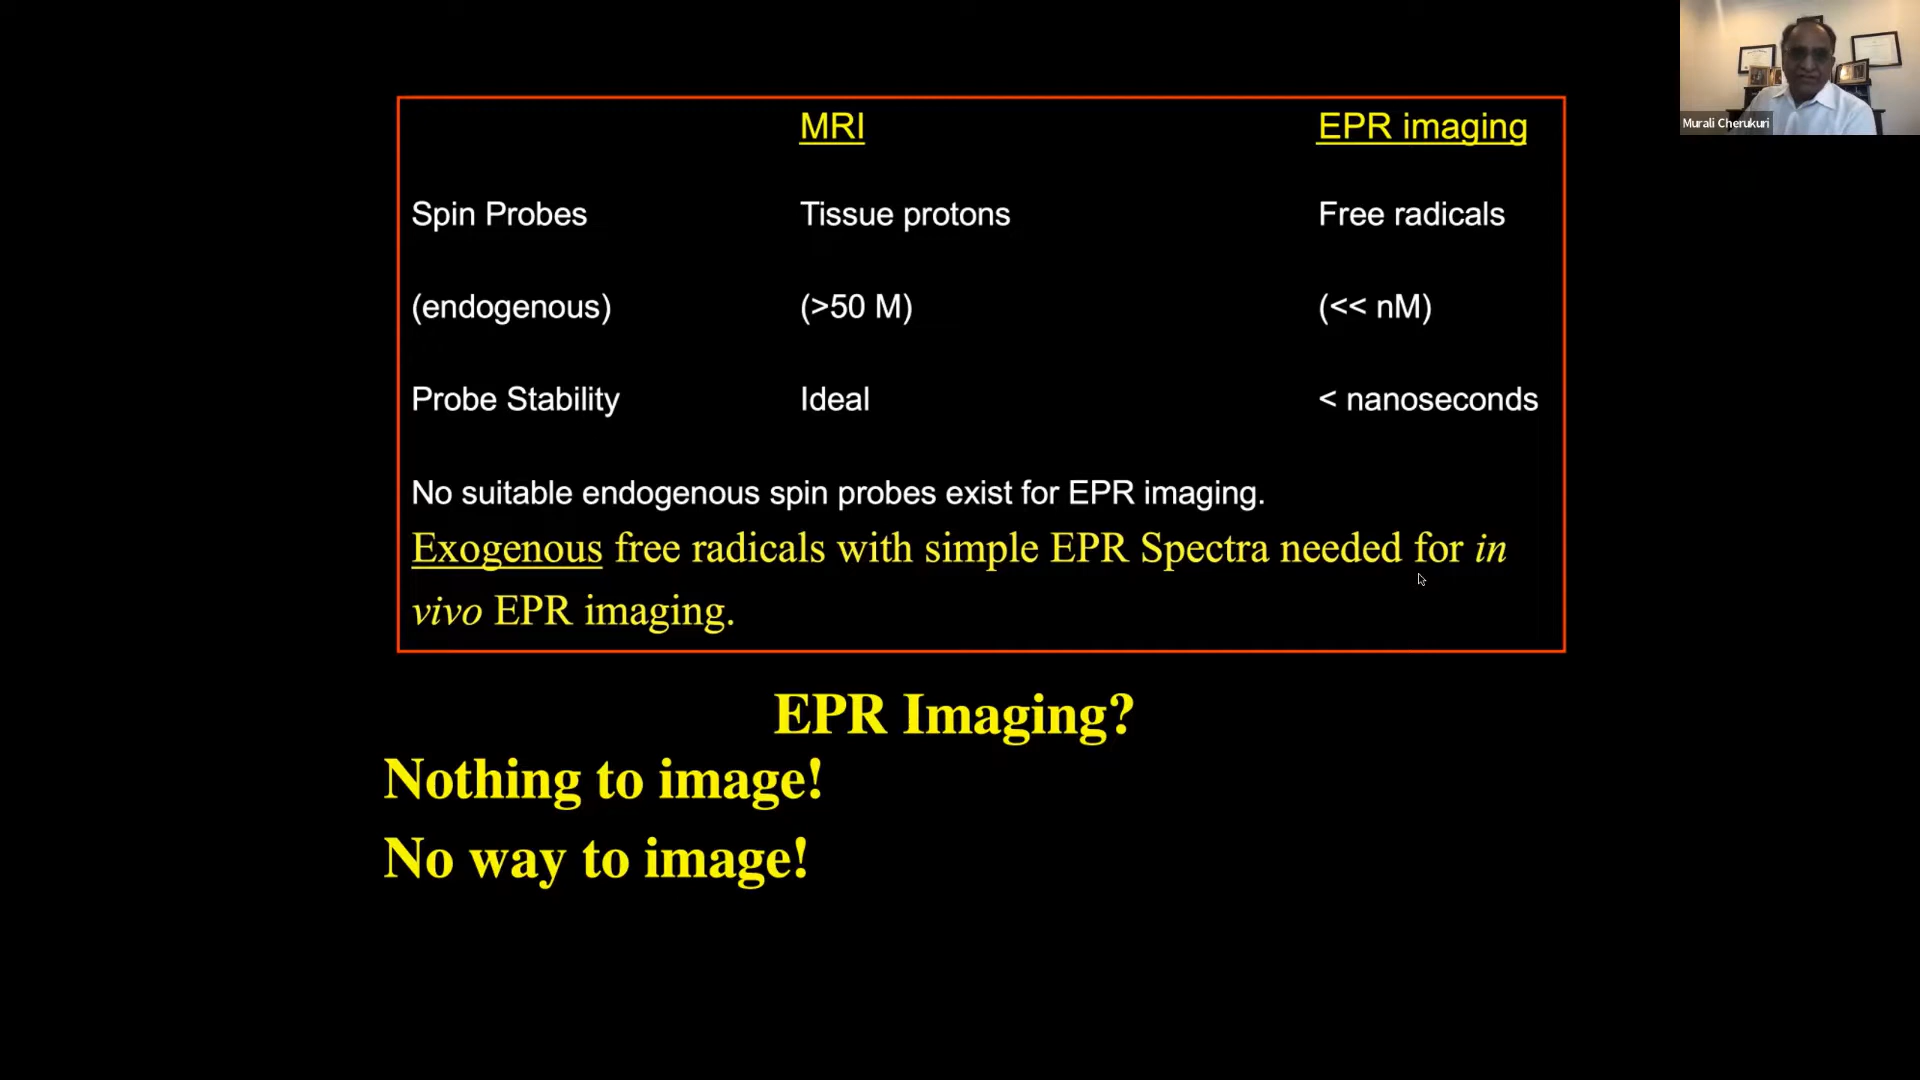 MRI EPR imaging
Spin Probes Tissue protons Free radicals
(endogenous) (>50 M) (<< nM)
Probe Stability Ideal < nanoseconds
No suitable endogenous spin probes exist for EPR imaging.
Exogenous free radicals with simple EPR Spectra needed for in
vivo EPR imaging.
EPR Imaging?
Nothing to image!
No way to image!
Murali Cherukuri